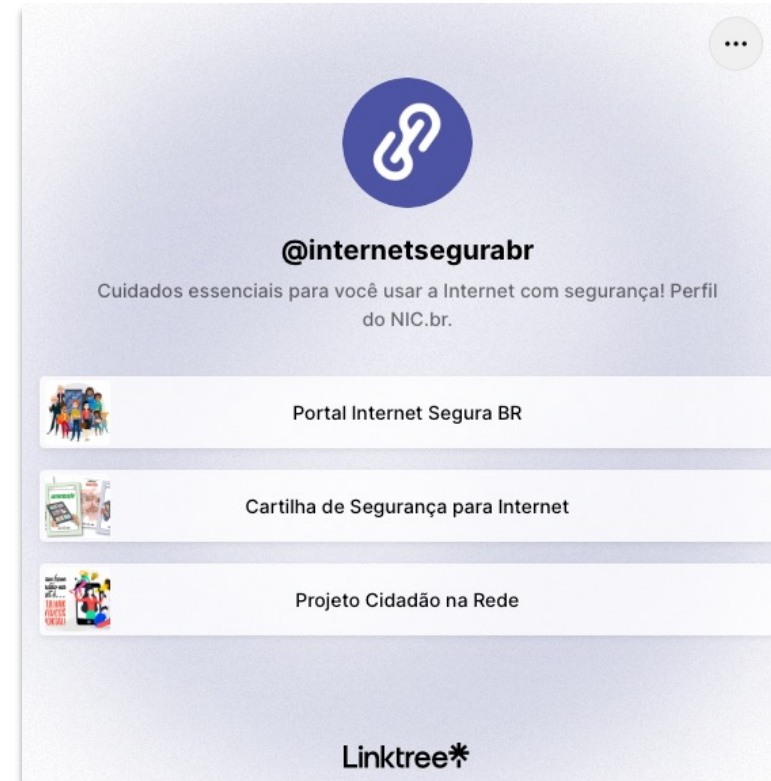 @internetsegurabr
Cuidados essenciais para você usar a Internet com segurança! Perfil
do NIC.br.
Portal Internet Segura BR
Cartilha de Segurança para Internet
Projeto Cidadão na Rede
Linktree